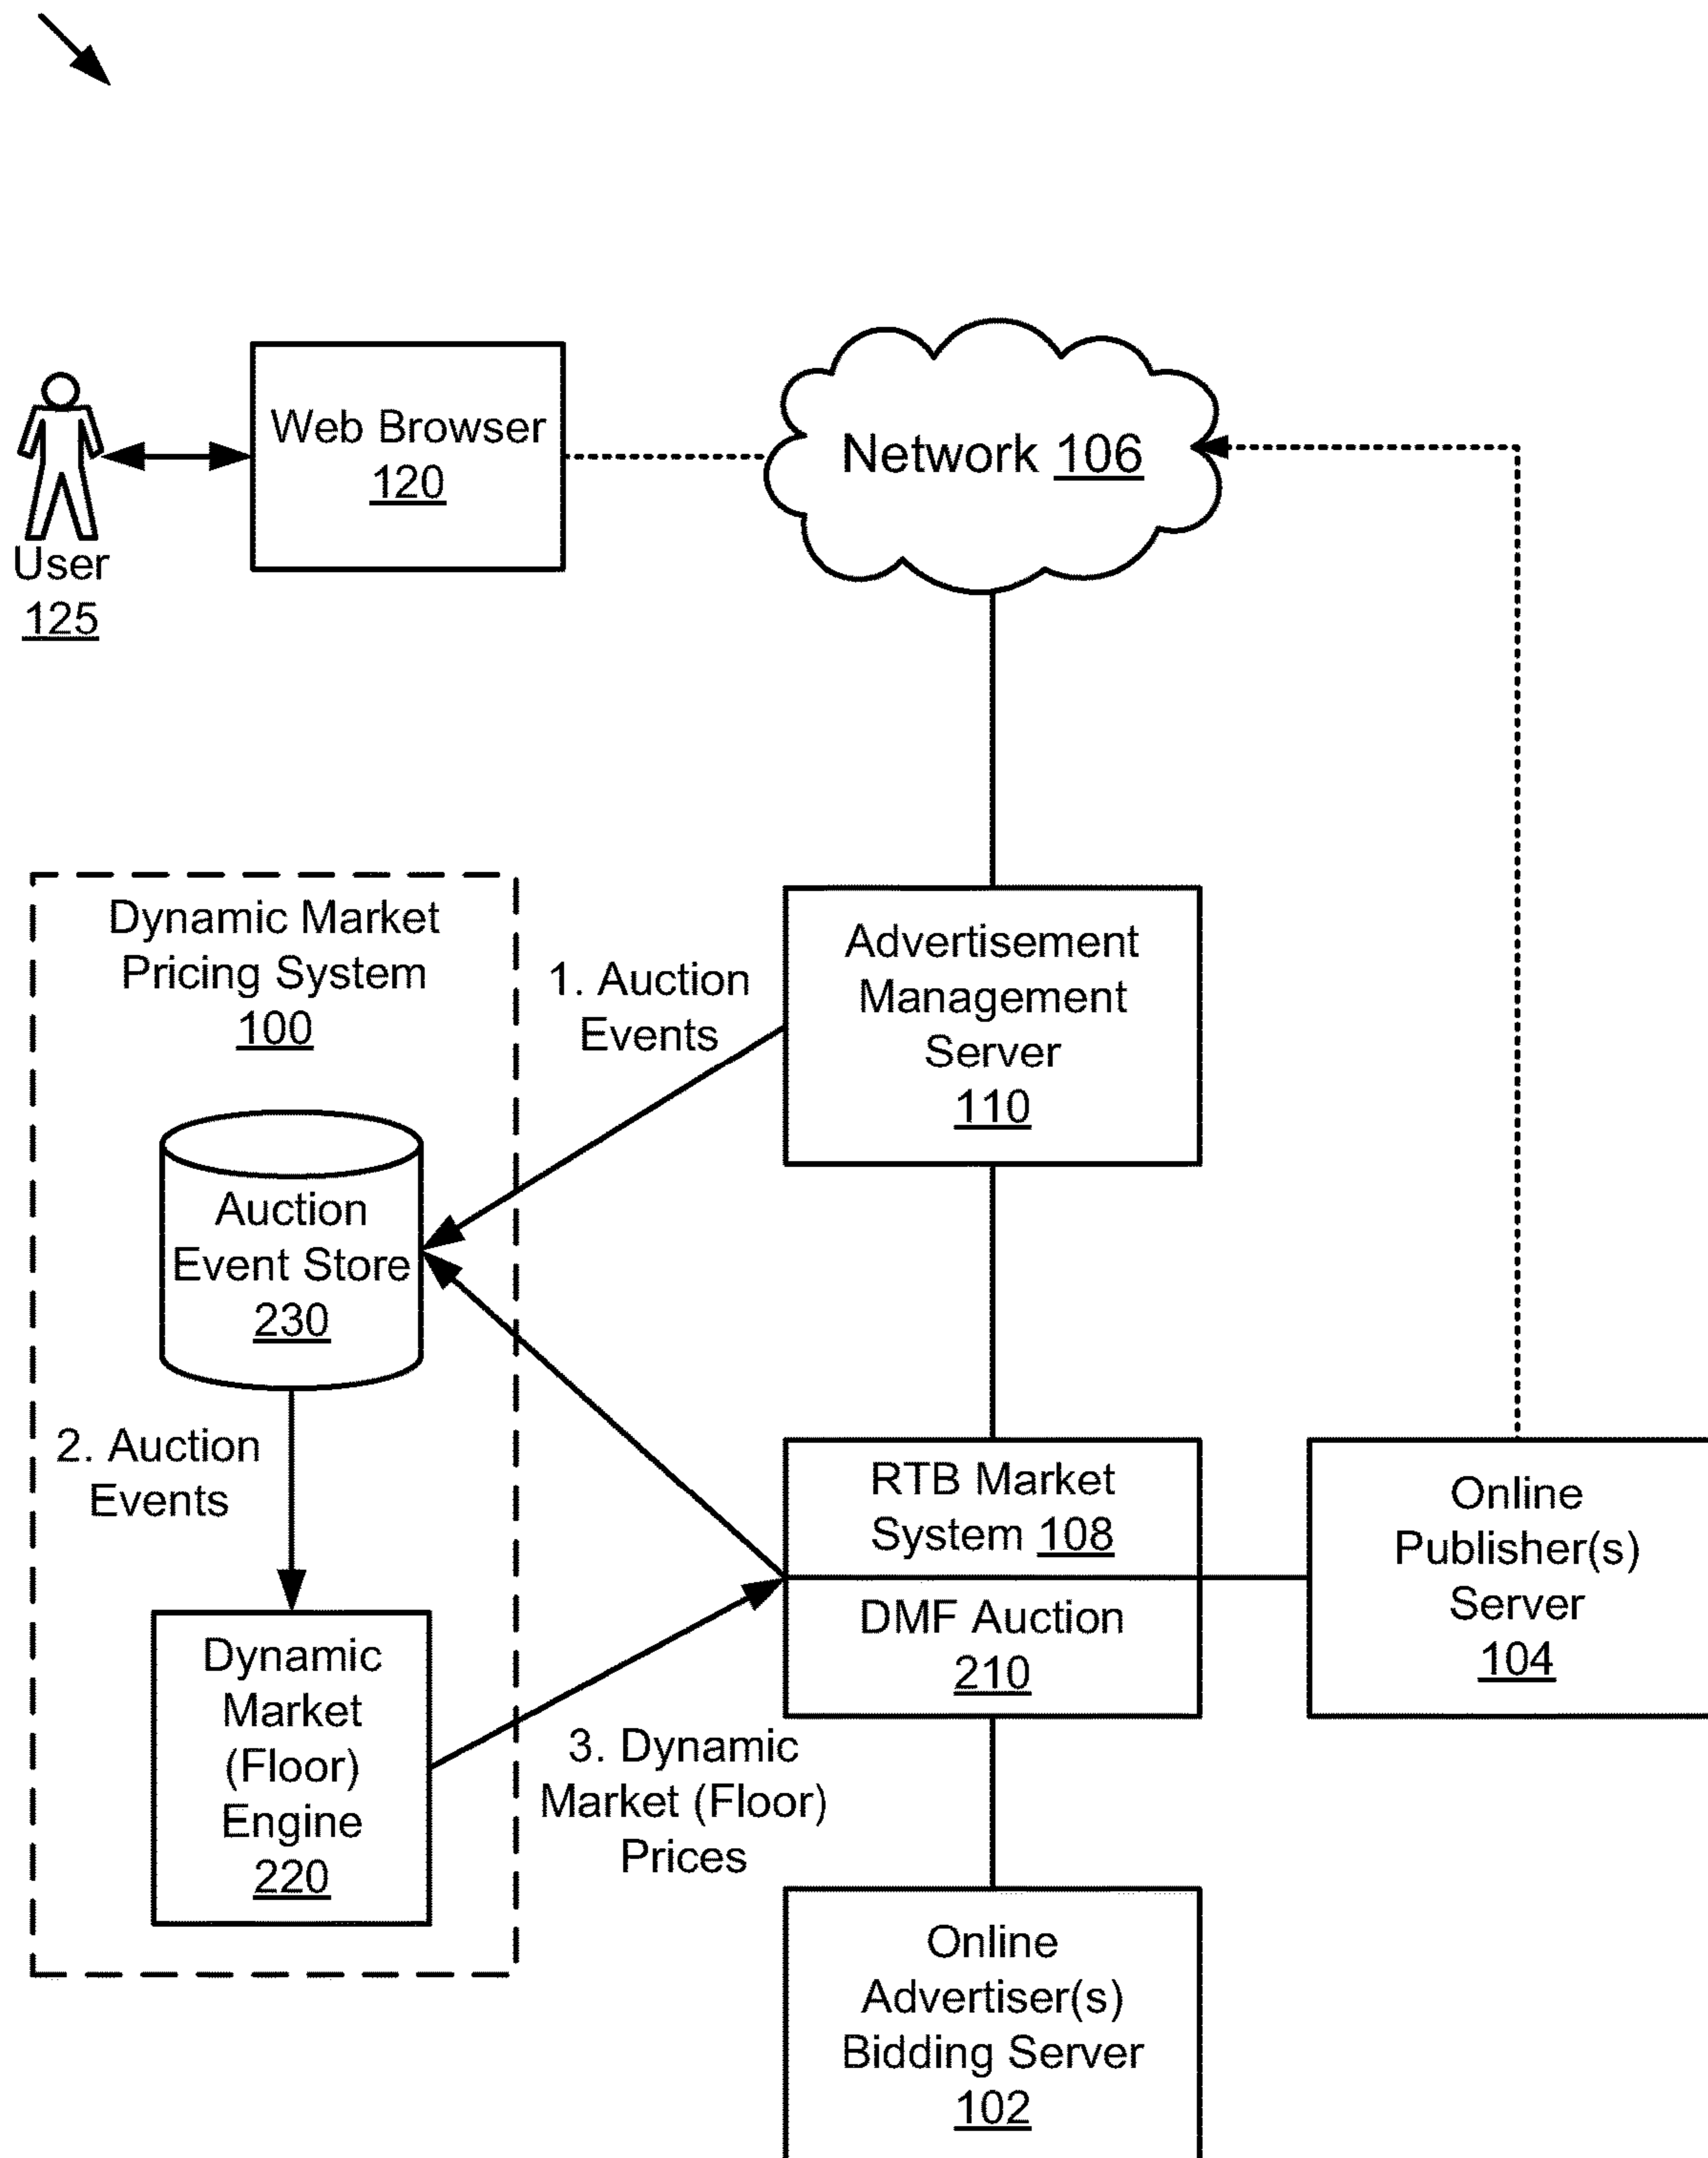 Web Browser
120
Network 106
User
125
Dynamic Market
Pricing System
100
1. Auction
Events
Advertisement
Management
Server
110
Auction
Event Store
230
2. Auction
Events
RTB Market
System 108
DMF Auction
210
Online
Publisher(s)
Server
104
Dynamic
Market
(Floor)
Engine
220
3. Dynamic
Market (Floor)
Prices
Online
Advertiser(s)
Bidding Server
102